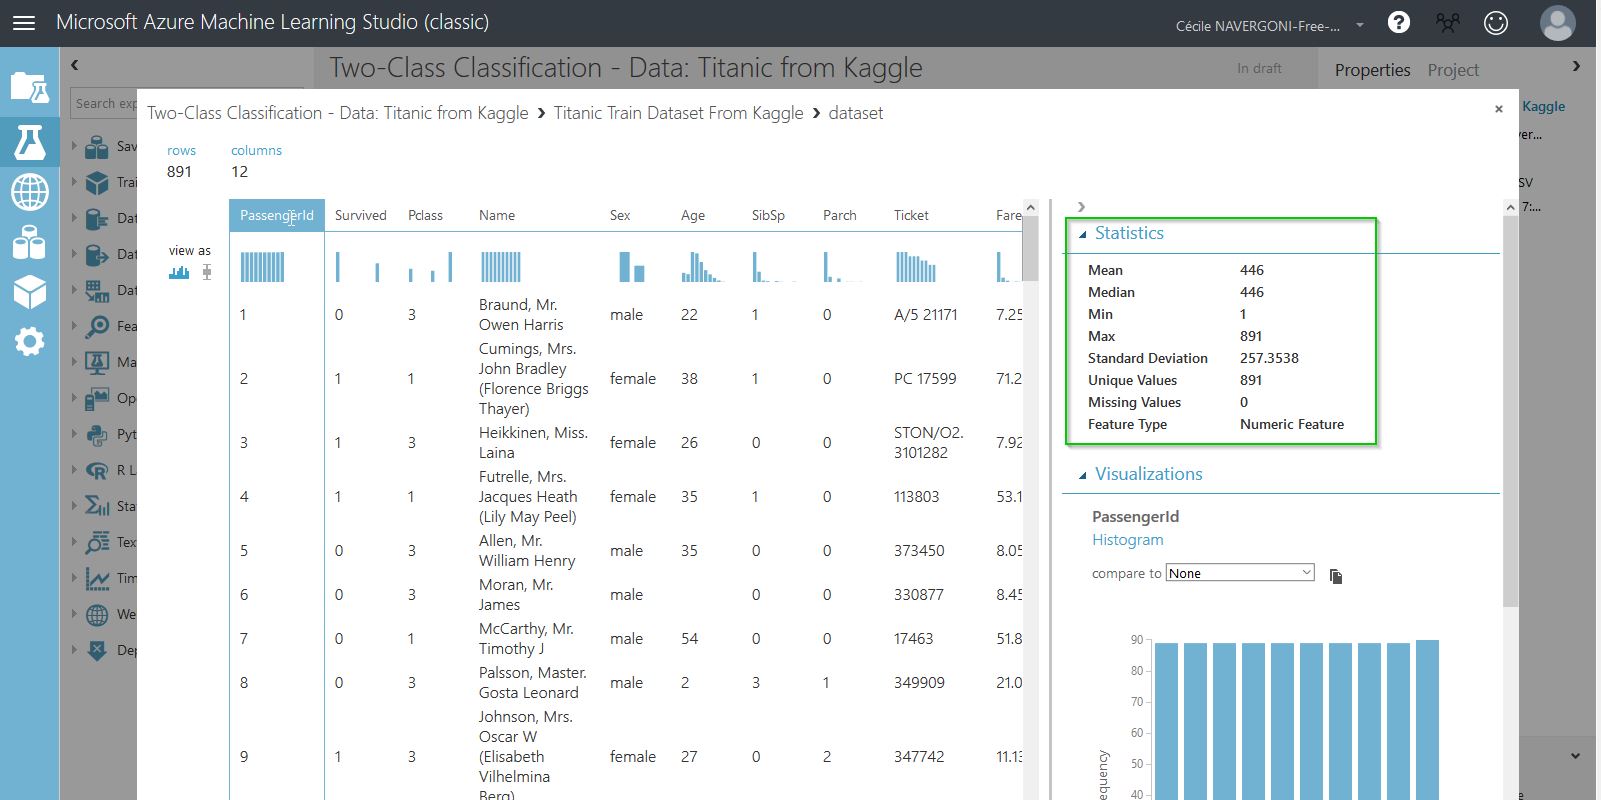 Microsoft Azure Machine Learning Studio (classic)
Cécile NAVERGONI-Free-...
Two-Class Classification - Data: Titanic from Kaggle
In draft
Properties
Project
Search exp
Kaggle
Two-Class Classification - Data: Titanic from Kaggle > Titanic Train Dataset From Kaggle > dataset
rows
columns
891
12
view as
PassengerId Survived Pclass Name Sex Age SibSp Parch Ticket Fare
1 0 3 Braund, Mr. Owen Harris male 22 1 0 A/5 21171 7.25
2 1 1 Cumings, Mrs. John Bradley (Florence Briggs Thayer) female 38 1 0 PC 17599 71.2
3 1 3 Heikkinen, Miss. Laina female 26 0 0 STON/O2. 3101282 7.92
4 1 1 Futrelle, Mrs. Jacques Heath (Lily May Peel) female 35 1 0 113803 53.1
5 0 3 Allen, Mr. William Henry male 35 0 0 373450 8.05
6 0 3 Moran, Mr. James male 0 0 330877 8.45
7 0 1 McCarthy, Mr. Timothy J male 54 0 0 17463 51.8
8 0 3 Palsson, Master. Gosta Leonard male 2 3 1 349909 21.0
9 1 3 Johnson, Mrs. Oscar W (Elisabeth Vilhelmina Berg) female 27 0 2 347742 11.13
Statistics
Mean 446
Median 446
Min 1
Max 891
Standard Deviation 257.3538
Unique Values 891
Missing Values 0
Feature Type Numeric Feature
Visualizations
PassengerId
Histogram
compare to None
90
80
70
60
50
40
equency
Sav
Trai
Dat
Dat
Dat
Fea
Ma
Ope
Pyt
R L
Sta
Tex
Tim
We
Dep
ver...
SV
7:...